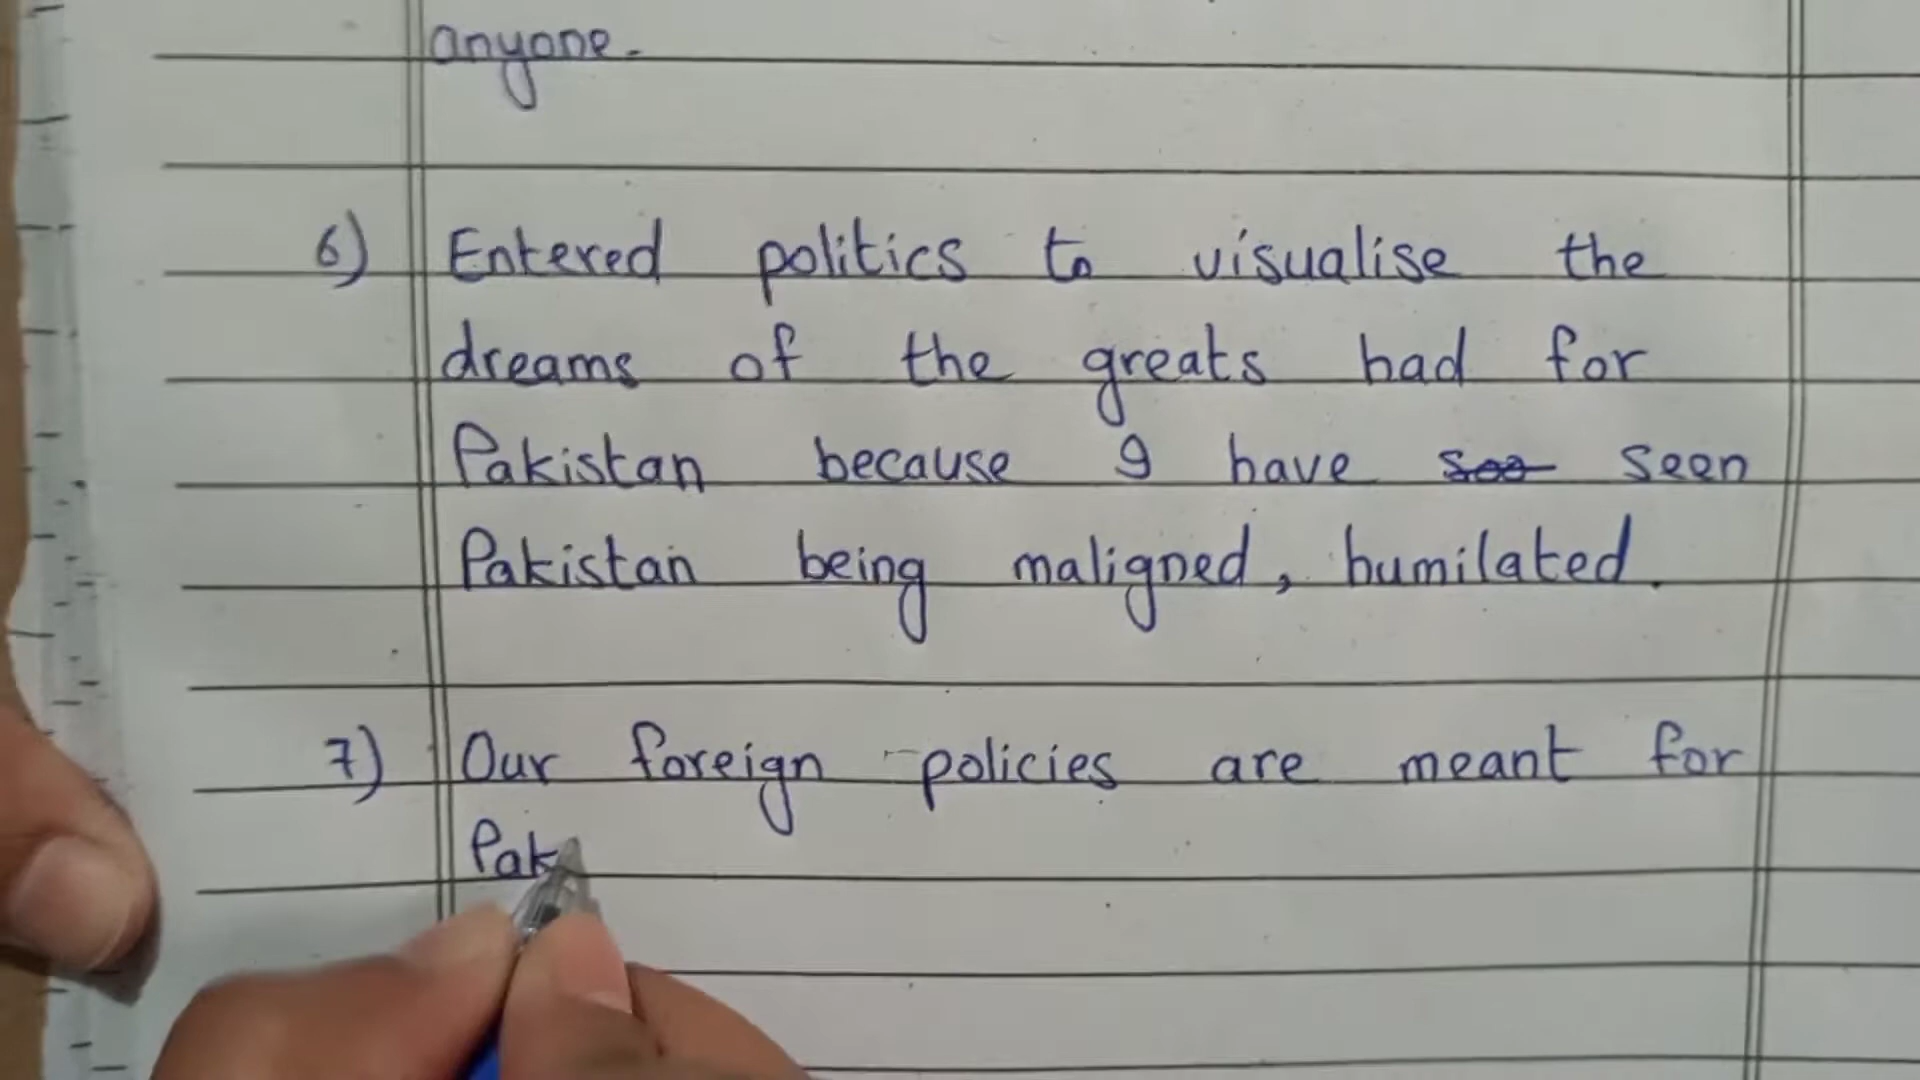 anyone.
6) Entered politics to visualise the
dreams of the greats had for
Pakistan because I have seen
Pakistan being maligned, humilated.
7) Our foreign policies are meant for
Pak